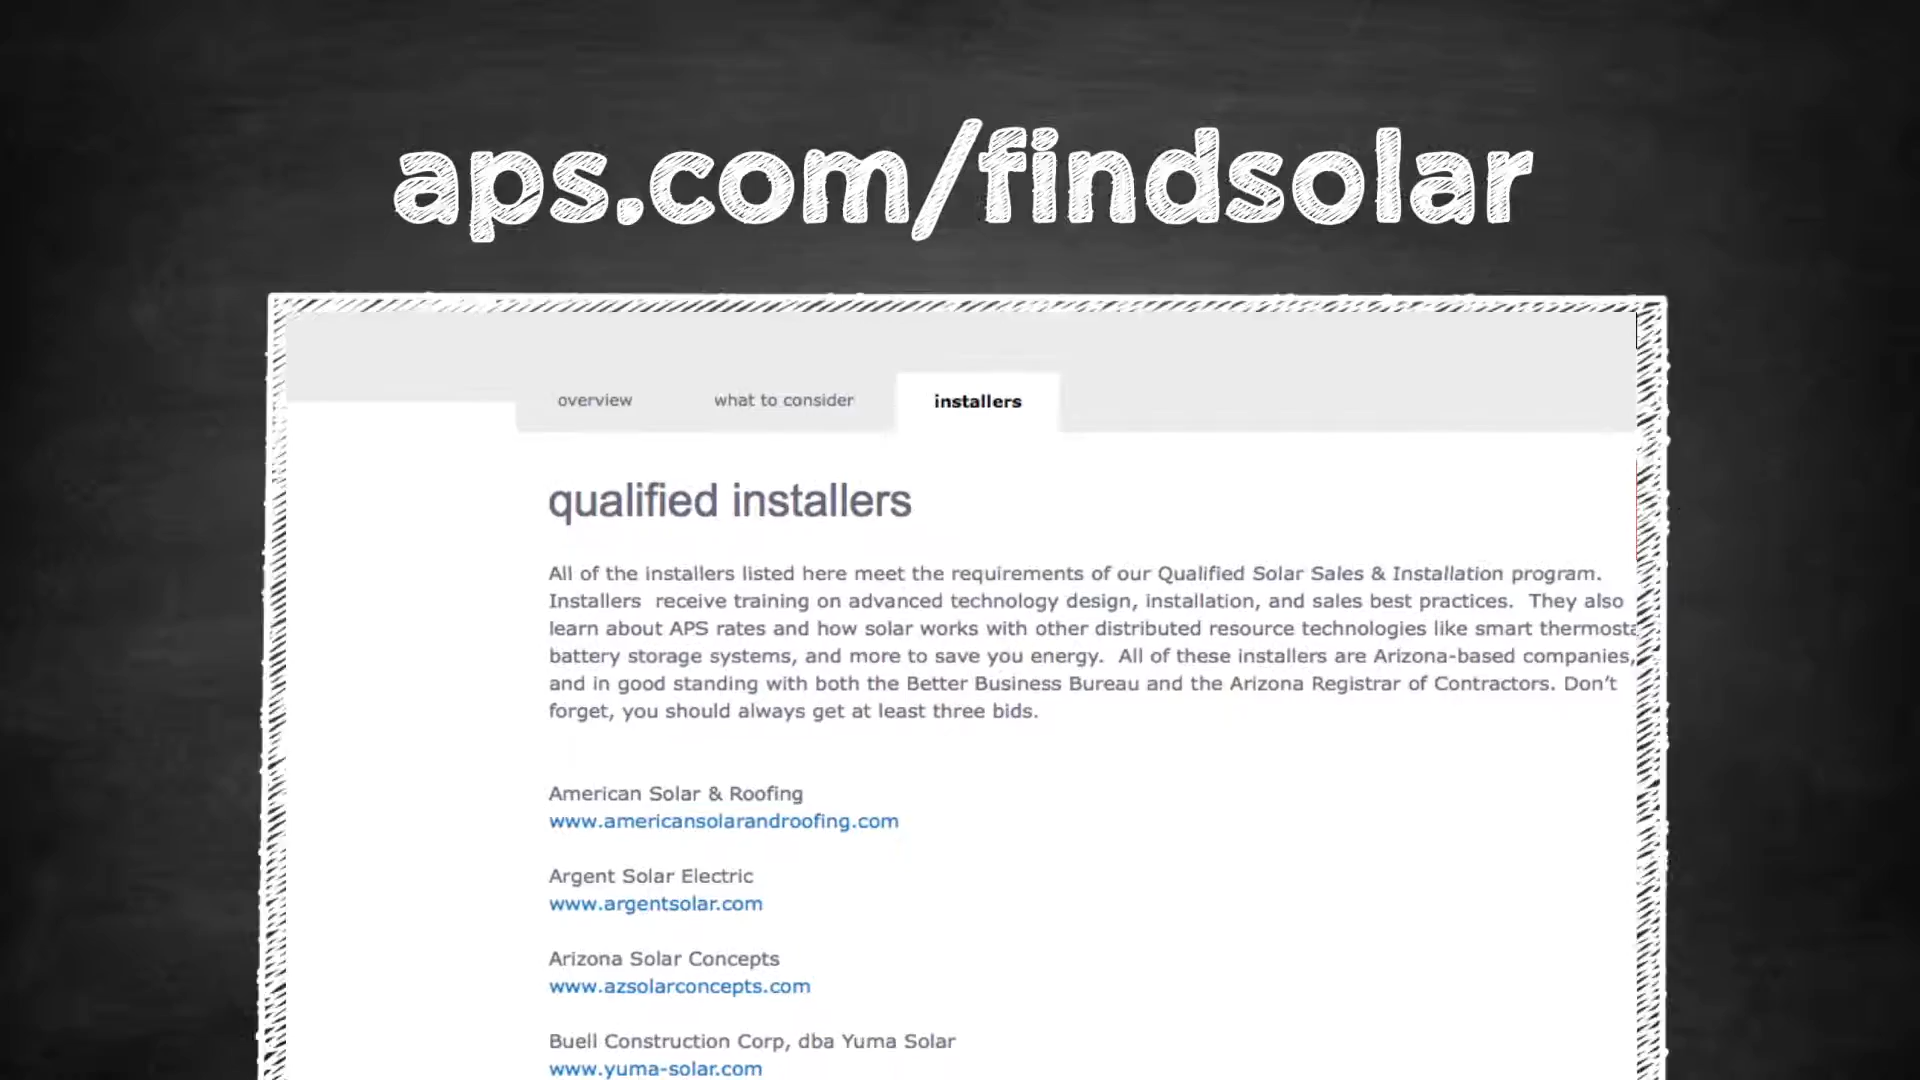 aps.com/findsolar
overview what to consider installers
qualified installers
All of the installers listed here meet the requirements of our Qualified Solar Sales & Installation program.
Installers receive training on advanced technology design, installation, and sales best practices. They also
learn about APS rates and how solar works with other distributed resource technologies like smart thermosta
battery storage systems, and more to save you energy. All of these installers are Arizona-based companies,
and in good standing with both the Better Business Bureau and the Arizona Registrar of Contractors. Don't
forget, you should always get at least three bids.
American Solar & Roofing
www.americansolarandroofing.com
Argent Solar Electric
www.argentsolar.com
Arizona Solar Concepts
www.azsolarconcepts.com
Buell Construction Corp, dba Yuma Solar
www.yuma-solar.com